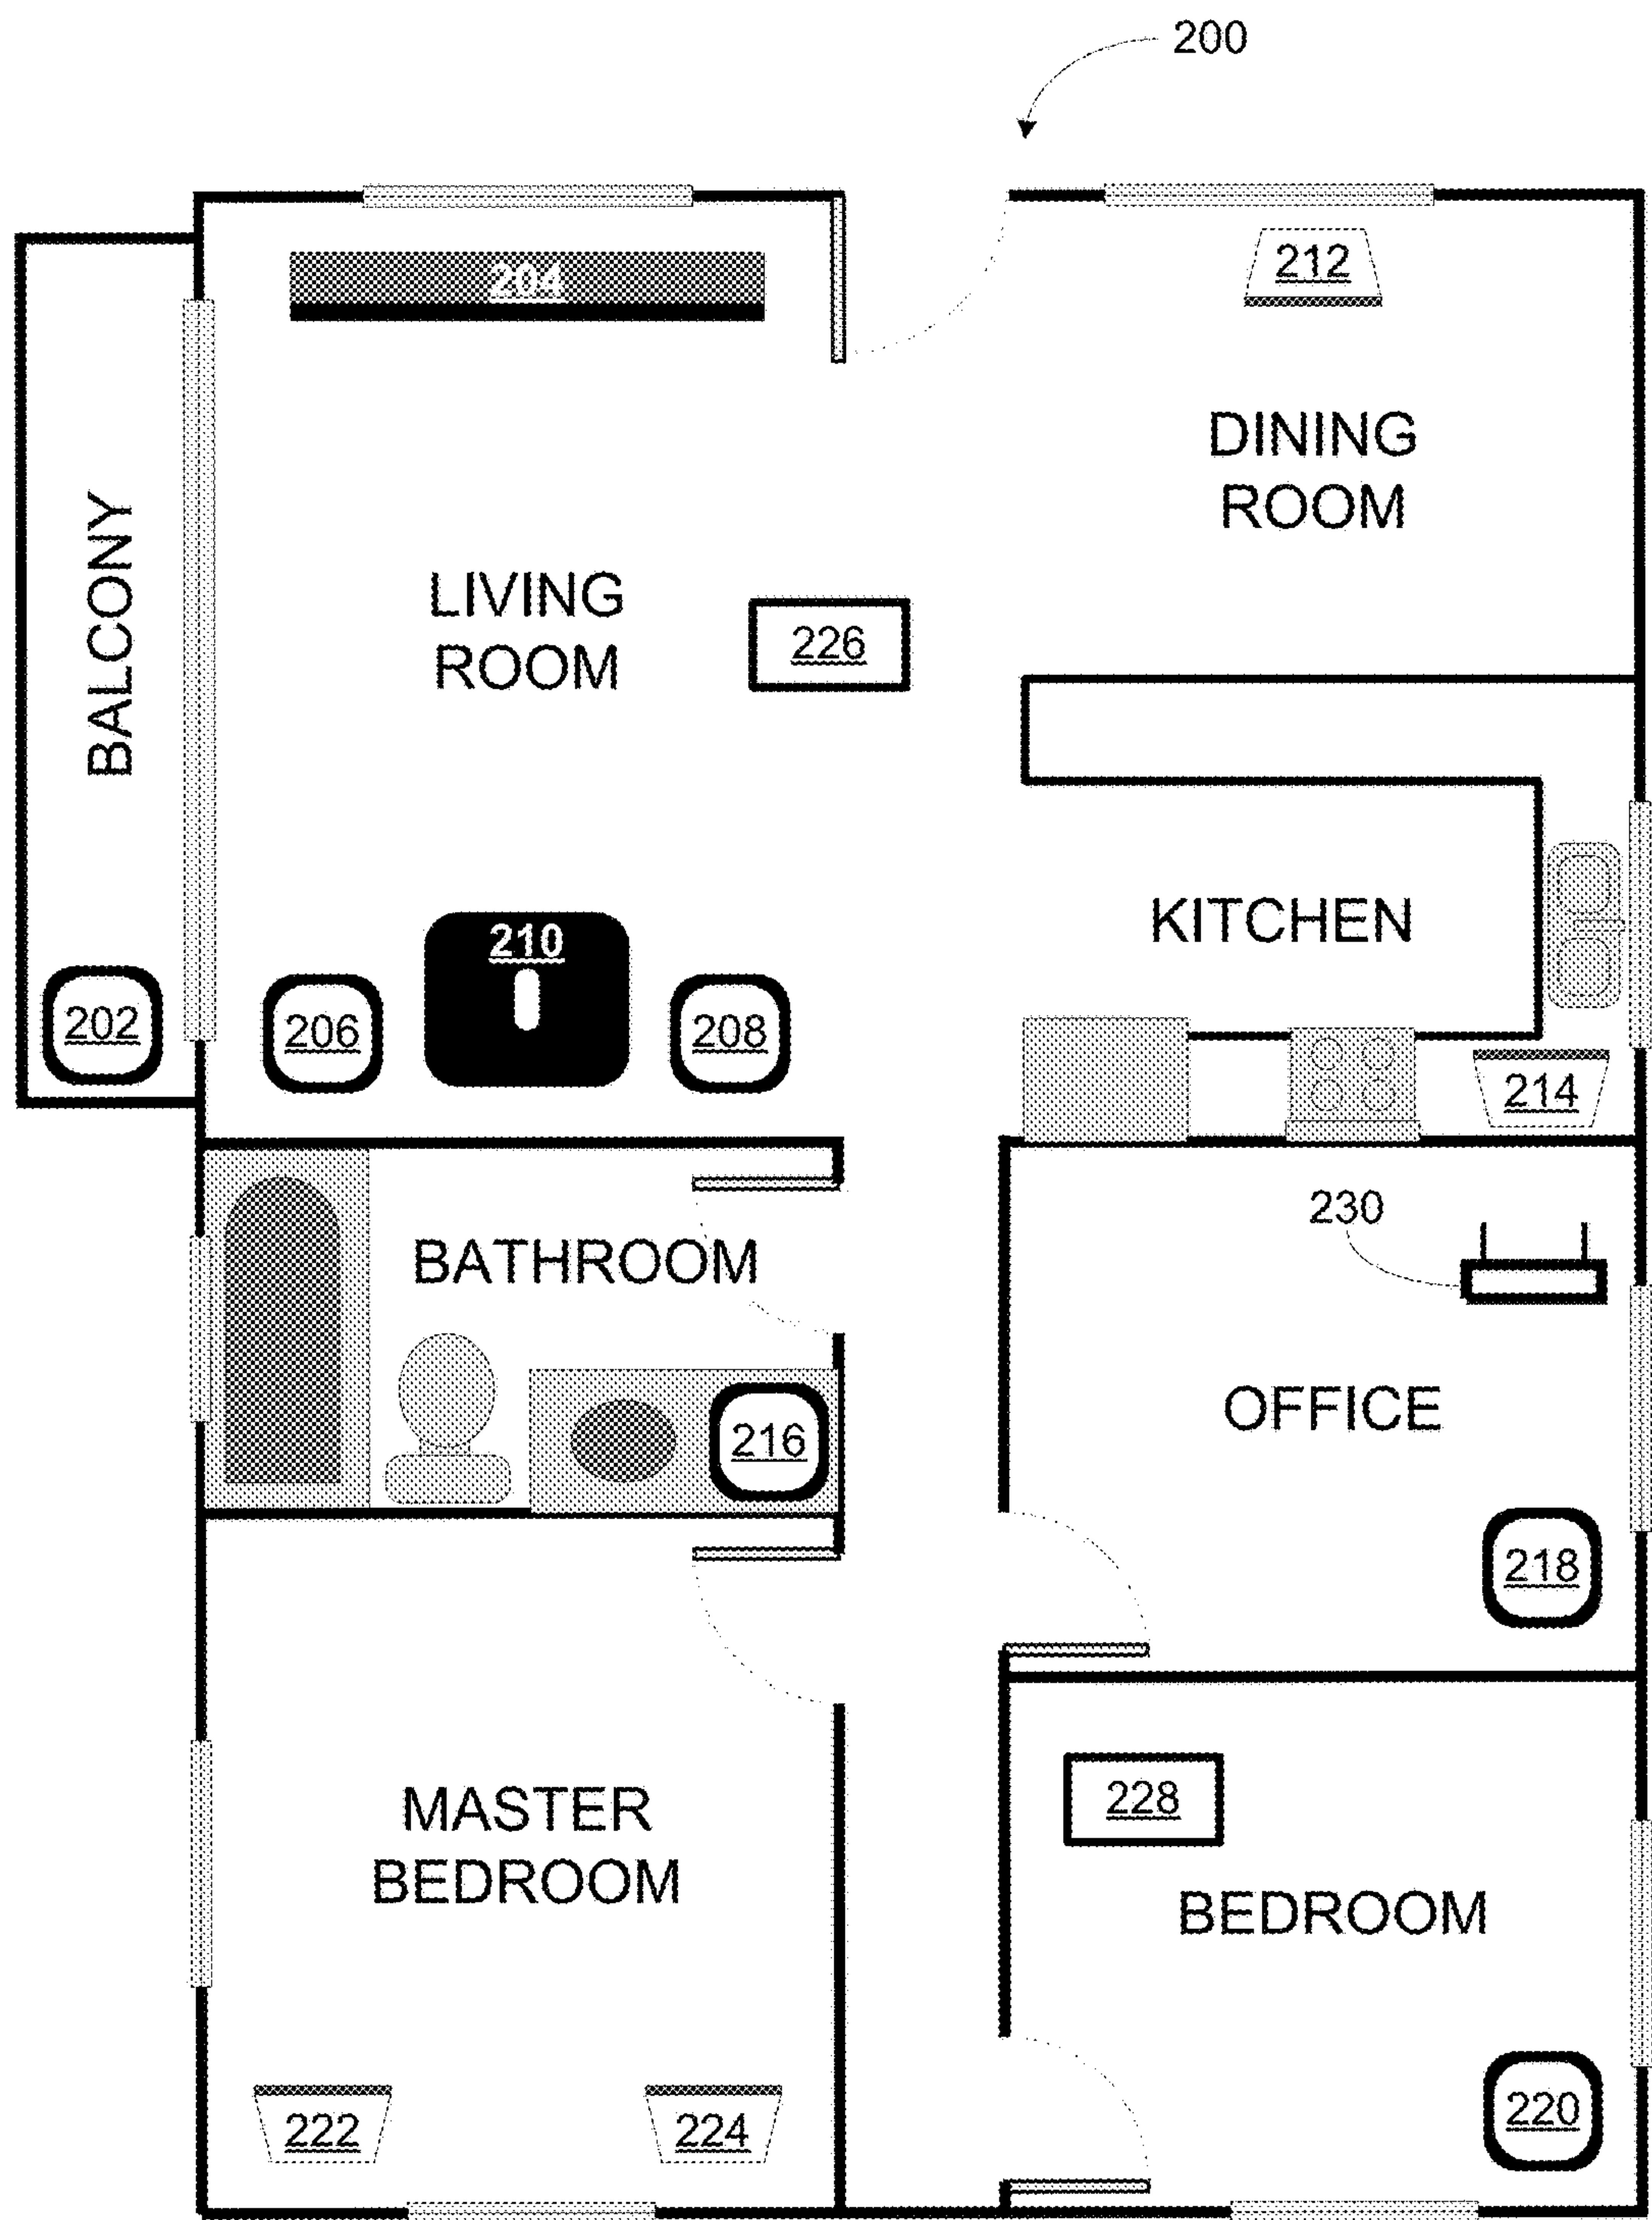 200
204
212
DINING
ROOM
BALCONY
LIVING
ROOM
226
KITCHEN
210
202
206
208
214
230
BATHROOM
OFFICE
216
218
228
MASTER
BEDROOM
BEDROOM
222
224
220